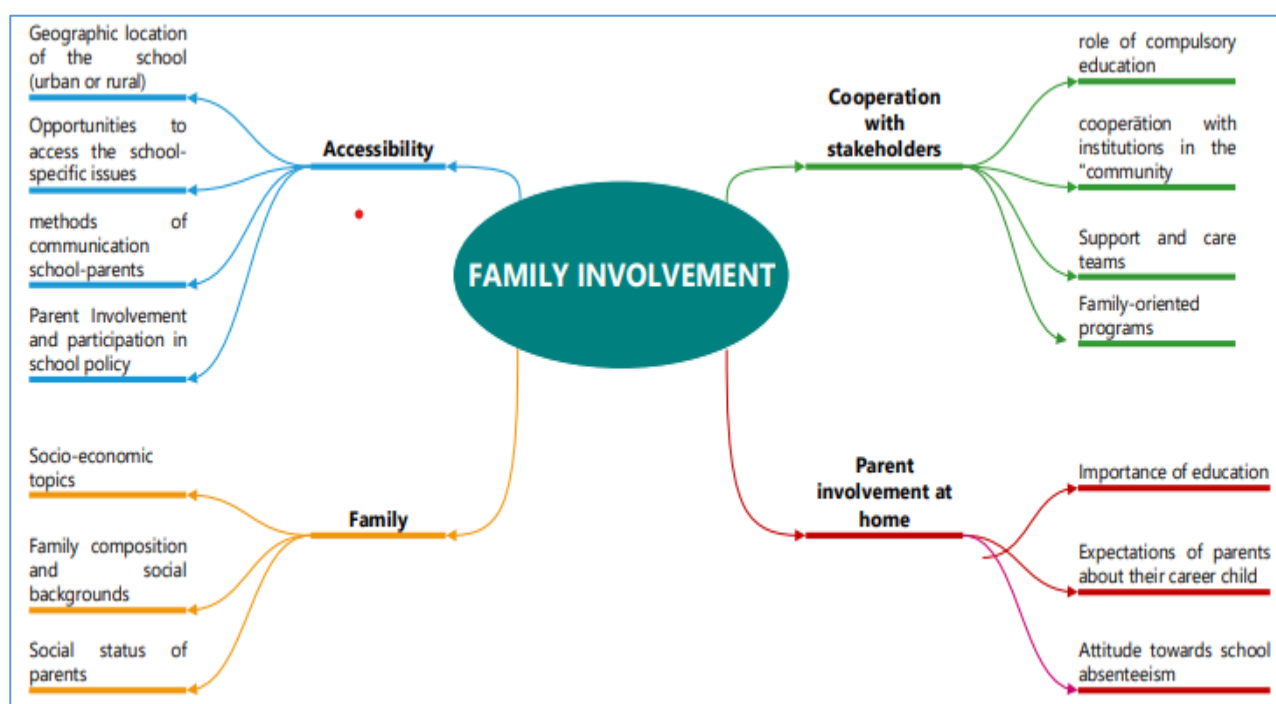 Geographic location
of the school
(urban or rural)
Opportunities to
access the school-
specific issues
methods of
communication
school-parents
Parent Involvement
and participation in
school policy
Accessibility
Socio-economic
topics
Family composition
and social
backgrounds
Social status of
parents
Family
FAMILY INVOLVEMENT
Cooperation
with
stakeholders
role of compulsory
education
cooperätion with
institutions in the
"community
Support and care
teams
Family-oriented
programs
Parent
involvement at
home
Importance of education
Expectations of parents
about their career child
Attitude towards school
absenteeism